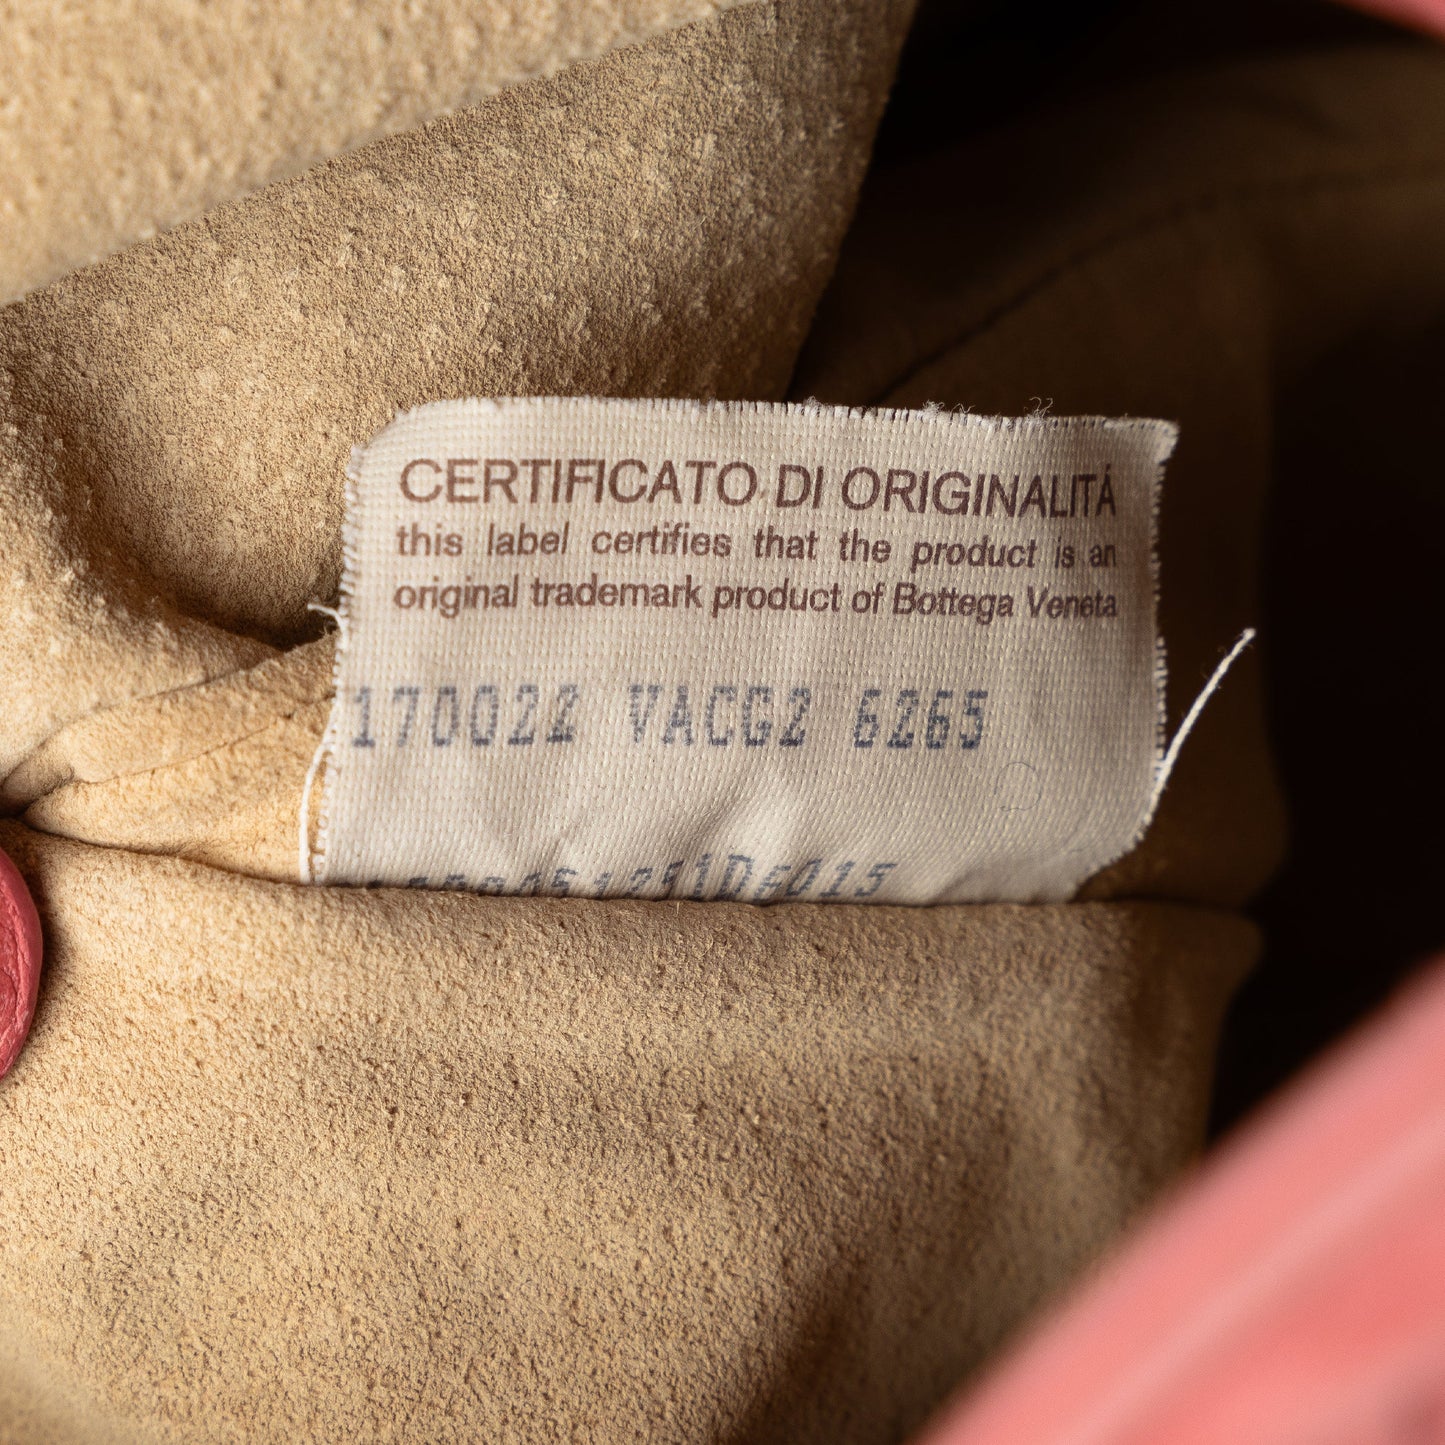 CERTIFICATO DI ORIGINALITÁ
this label certifies that the product is an
original trademark product of Bottega Veneta
170022 VACG2 6265